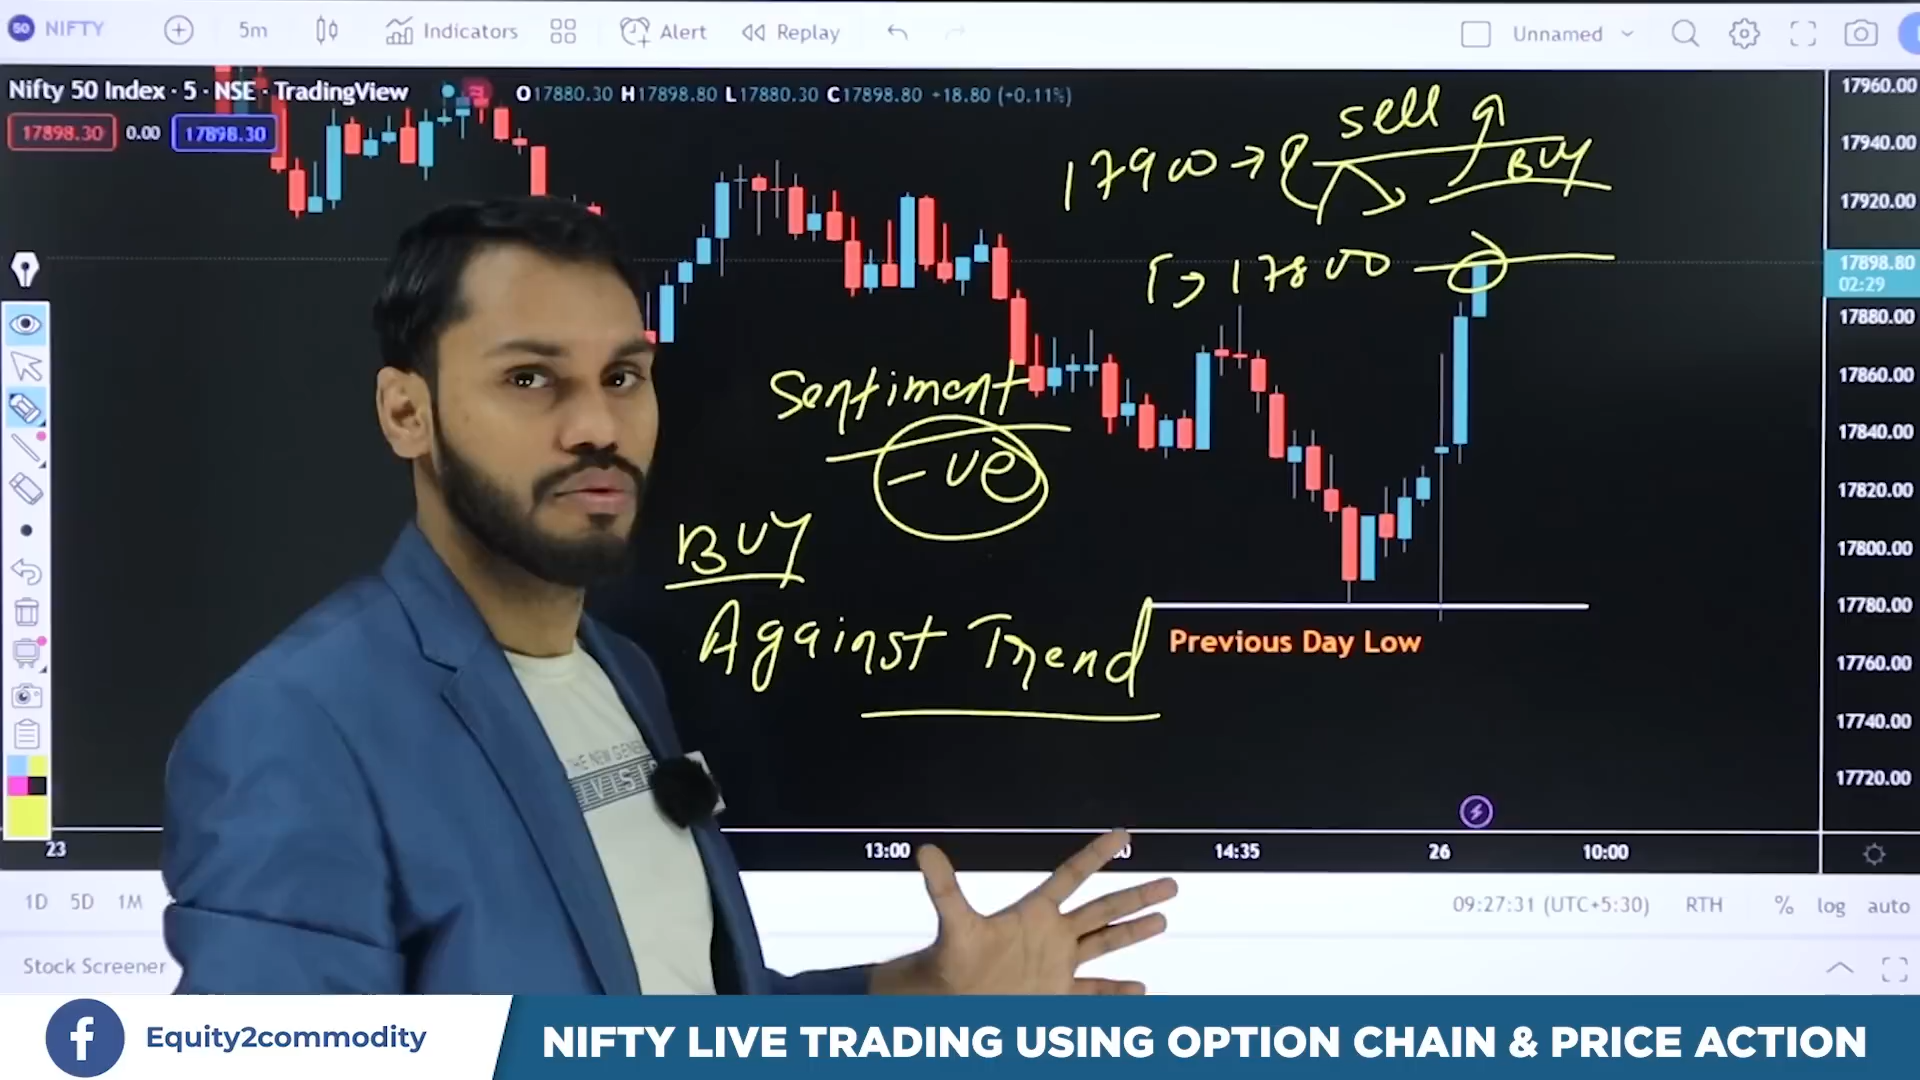 50 NIFTY 5m Indicators Alert Replay Unnamed
Nifty 50 Index · 5 · NSE · TradingView O17880.30 H17898.80 L17880.30 C17898.80 +18.80 (+0.11%)
17898.30 0.00 17898.30
sell
17900 → BUY
17800
Sentiment
-ve
BUY
Against Trend
Previous Day Low
17960.00
17940.00
17920.00
17898.80
02:29
17880.00
17860.00
17840.00
17820.00
17800.00
17780.00
17760.00
17740.00
17720.00
23 13:00 14:35 26 10:00
1D 5D 1M 09:27:31 (UTC+5:30) RTH % log auto
Stock Screener
THE NEW GENER
f Equity2commodity
NIFTY LIVE TRADING USING OPTION CHAIN & PRICE ACTION